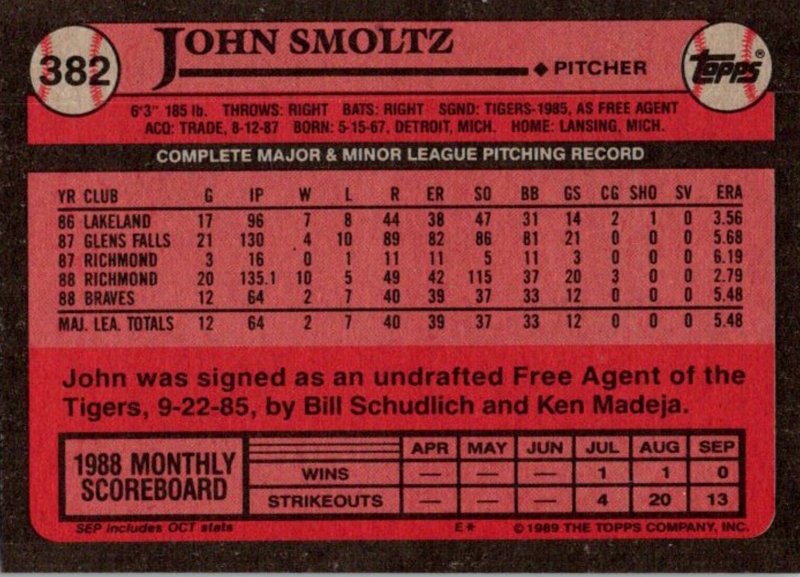 382
JOHN SMOLTZ
PITCHER
TOPPS®
6'3" 185 lb. THROWS: RIGHT BATS: RIGHT SGND: TIGERS-1985, AS FREE AGENT
ACQ: TRADE, 8-12-87 BORN: 5-15-67, DETROIT, MICH. HOME: LANSING, MICH.
COMPLETE MAJOR & MINOR LEAGUE PITCHING RECORD
YR CLUB G IP W L R ER SO BB GS CG SHO SV ERA
86 LAKELAND 17 96 7 8 44 38 47 31 14 2 1 0 3.56
87 GLENS FALLS 21 130 4 10 89 82 86 81 21 0 0 0 5.68
87 RICHMOND 3 16 0 1 11 11 5 11 3 0 0 0 6.19
88 RICHMOND 20 135.1 10 5 49 42 115 37 20 3 0 0 2.79
88 BRAVES 12 64 2 7 40 39 37 33 12 0 0 0 5.48
MAJ. LEA. TOTALS 12 64 2 7 40 39 37 33 12 0 0 0 5.48
John was signed as an undrafted Free Agent of the
Tigers, 9-22-85, by Bill Schudlich and Ken Madeja.
1988 MONTHLY
SCOREBOARD
APR MAY JUN JUL AUG SEP
WINS — — — 1 1 0
STRIKEOUTS — — — 4 20 13
SEP includes OCT stats
E*
© 1989 THE TOPPS COMPANY, INC.